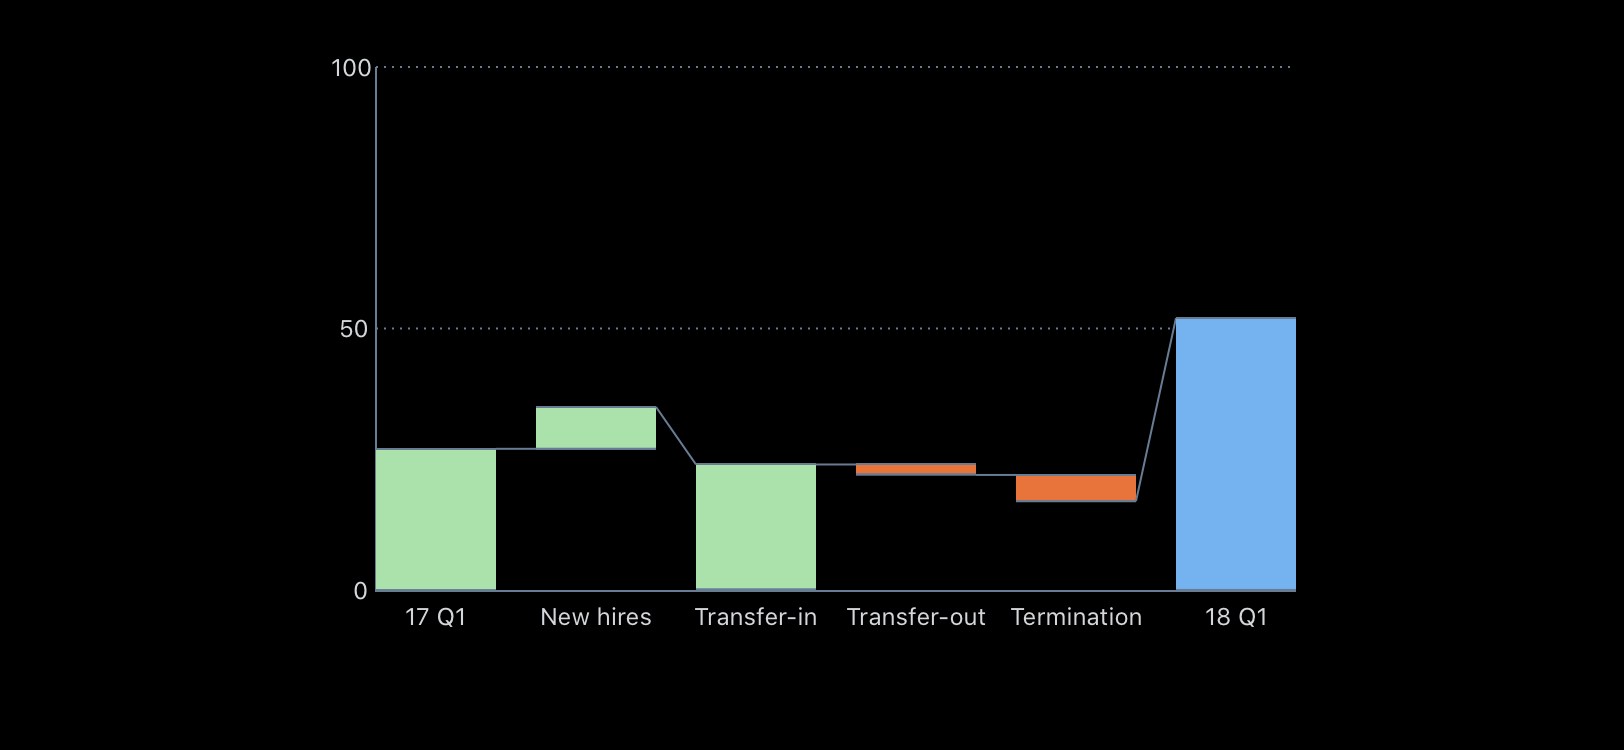 100
50
0
17 Q1
New hires
Transfer-in
Transfer-out
Termination
18 Q1